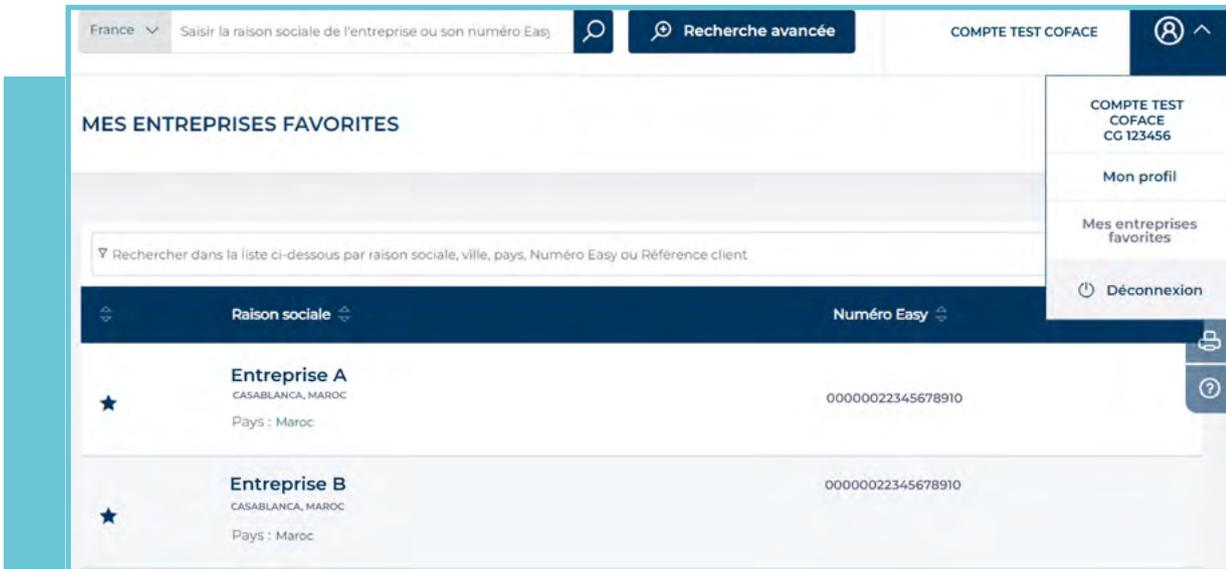 France
Saisir la raison sociale de l'entreprise ou son numéro Easy
Recherche avancée
COMPTE TEST COFACE
COMPTE TEST
COFACE
CG 123456
Mon profil
Mes entreprises
favorites
Déconnexion
MES ENTREPRISES FAVORITES
Rechercher dans la liste ci-dessous par raison sociale, ville, pays, Numéro Easy ou Référence client
Raison sociale
Numéro Easy
Entreprise A
CASABLANCA, MAROC
Pays : Maroc
00000022345678910
Entreprise B
CASABLANCA, MAROC
Pays : Maroc
00000022345678910